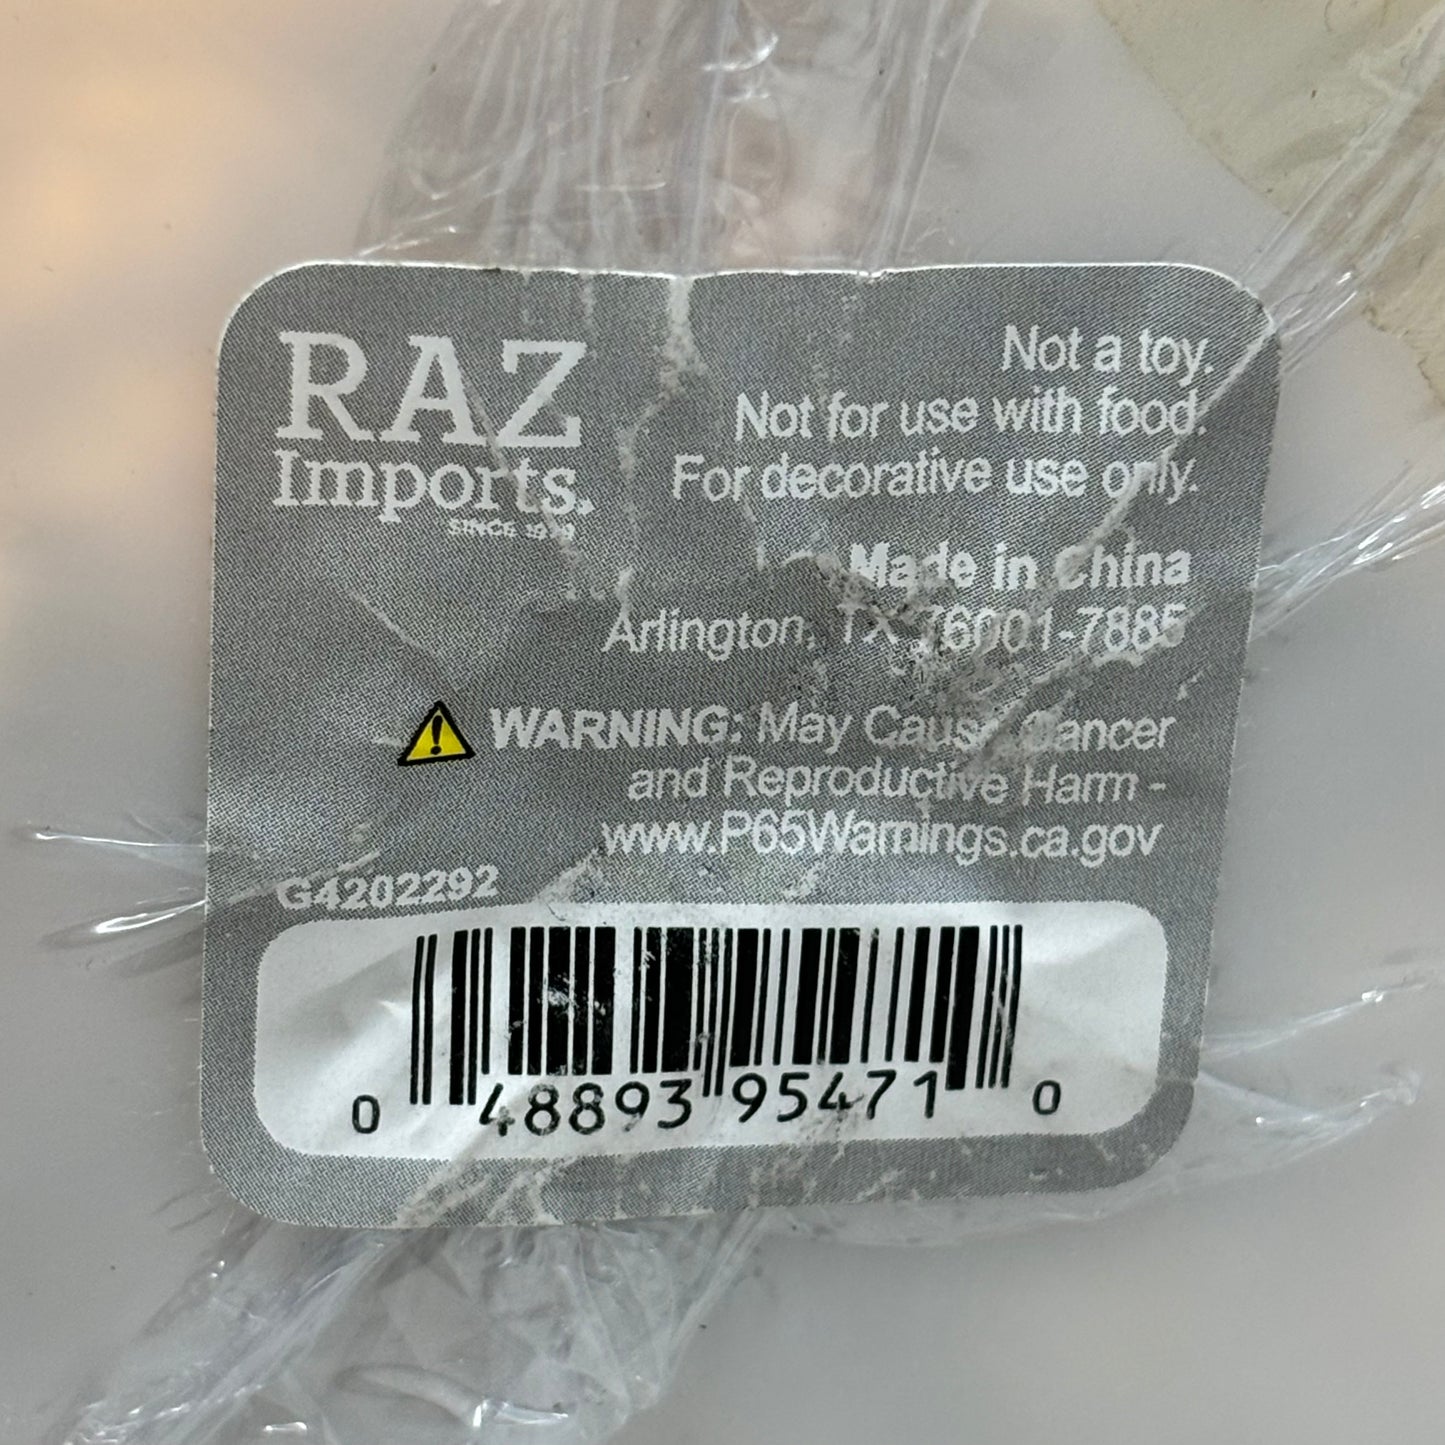 RAZ
Imports.
SINCE
Not a toy.
Not for use with food.
For decorative use only.
Made in China
Arlington, TX 76001-7885
WARNING: May Cause Cancer
and Reproductive Harm -
www.P65Warnings.ca.gov
G4202292
0 48893 95471 0